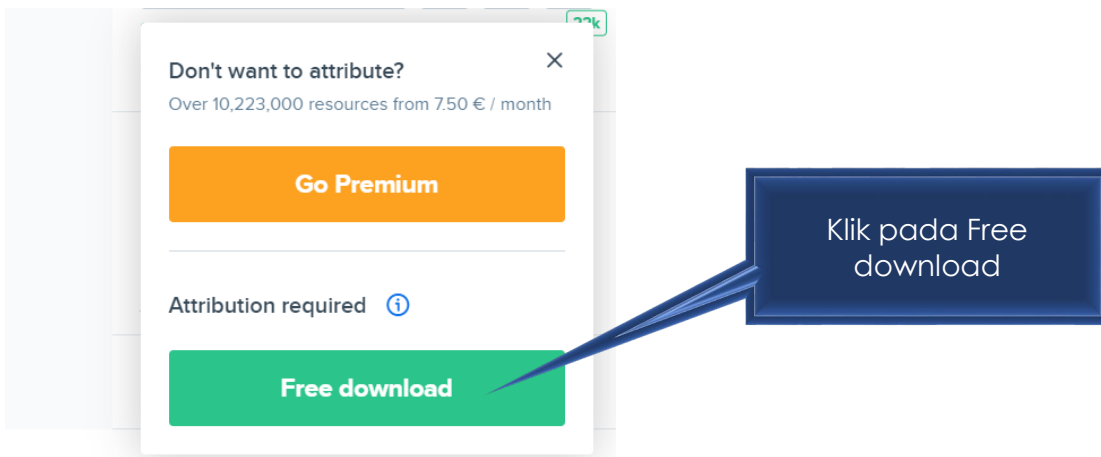 22k
Don't want to attribute?
Over 10,223,000 resources from 7.50 € / month
Go Premium
Attribution required
Free download
Klik pada Free
download